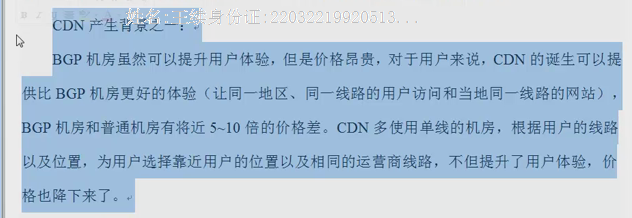 CDN 产生背景之一：
BGP 机房虽然可以提升用户体验，但是价格昂贵，对于用户来说，CDN 的诞生可以提
供比 BGP 机房更好的体验（让同一地区、同一线路的用户访问和当地同一线路的网站），
BGP 机房和普通机房有将近 5~10 倍的价格差。CDN 多使用单线的机房，根据用户的线路
以及位置，为用户选择靠近用户的位置以及相同的运营商线路，不但提升了用户体验，价
格也降下来了。